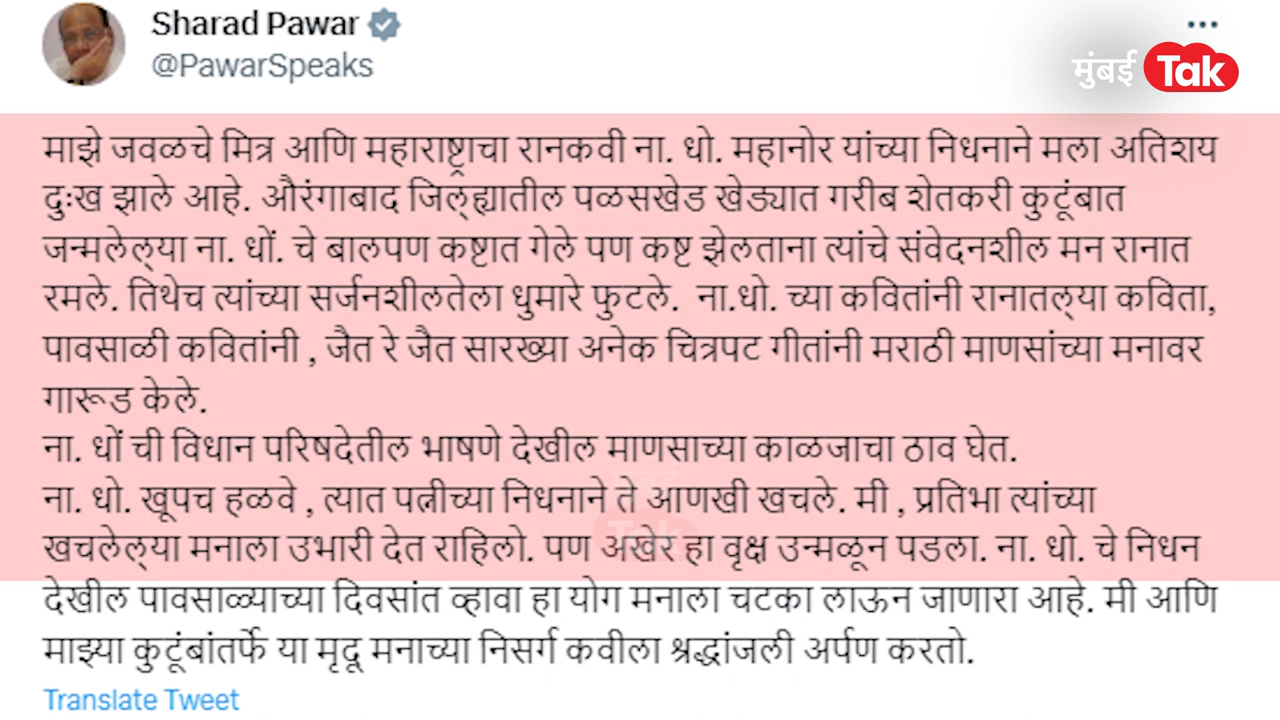 Sharad Pawar
@PawarSpeaks
मुंबई Tak
माझे जवळचे मित्र आणि महाराष्ट्राचा रानकवी ना. धो. महानोर यांच्या निधनाने मला अतिशय
दुःख झाले आहे. औरंगाबाद जिल्ह्यातील पळसखेड खेड्यात गरीब शेतकरी कुटूंबात
जन्मलेल्या ना. धों. चे बालपण कष्टात गेले पण कष्ट झेलताना त्यांचे संवेदनशील मन रानात
रमले. तिथेच त्यांच्या सर्जनशीलतेला धुमारे फुटले. ना.धो. च्या कवितांनी रानातल्या कविता,
पावसाळी कवितांनी , जैत रे जैत सारख्या अनेक चित्रपट गीतांनी मराठी माणसांच्या मनावर
गारूड केले.
ना. धों ची विधान परिषदेतील भाषणे देखील माणसाच्या काळजाचा ठाव घेत.
ना. धो. खूपच हळवे , त्यात पत्नीच्या निधनाने ते आणखी खचले. मी , प्रतिभा त्यांच्या
खचलेल्या मनाला उभारी देत राहिलो. पण अखेर हा वृक्ष उन्मळून पडला. ना. धो. चे निधन
देखील पावसाळ्याच्या दिवसांत व्हावा हा योग मनाला चटका लाऊन जाणारा आहे. मी आणि
माझ्या कुटूंबांतर्फे या मृदू मनाच्या निसर्ग कवीला श्रद्धांजली अर्पण करतो.
Translate Tweet